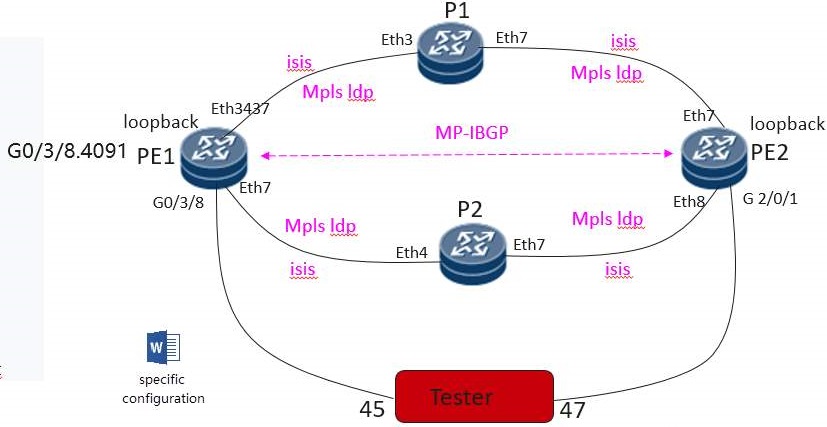 P1
Eth3
Eth7
isis
isis
Mpls ldp
Mpls ldp
Eth3437
Eth7
loopback
loopback
MP-IBGP
G0/3/8.4091
PE1
PE2
Eth7
G0/3/8
Eth8
G 2/0/1
P2
Mpls ldp
Mpls ldp
Eth4
Eth7
isis
isis
W
specific
configuration
Tester
45
47